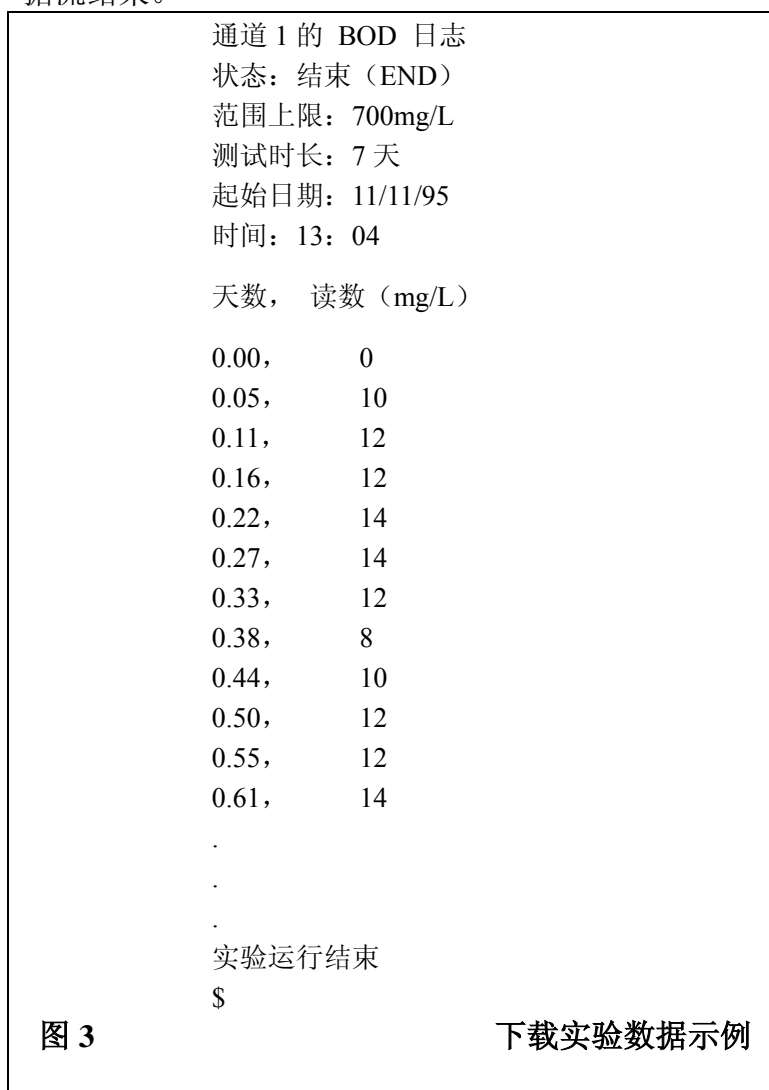 通道 1 的 BOD 日志
状态：结束（END）
范围上限：700mg/L
测试时长：7 天
起始日期：11/11/95
时间：13：04
天数， 读数（mg/L）
0.00， 0
0.05， 10
0.11， 12
0.16， 12
0.22， 14
0.27， 14
0.33， 12
0.38， 8
0.44， 10
0.50， 12
0.55， 12
0.61， 14
.
.
.
实验运行结束
$
图 3 下载实验数据示例